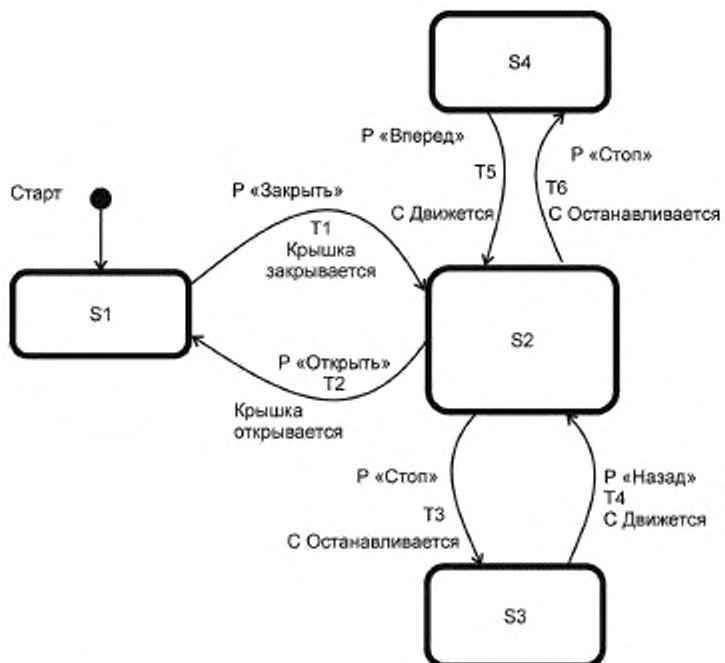 S4
Р «Вперед»
Р «Стоп»
T5
T6
С Движется
С Останавливается
Старт
Р «Закрыть»
T1
Крышка
закрывается
S1
S2
Р «Открыть»
T2
Крышка
открывается
Р «Стоп»
T3
С Останавливается
Р «Назад»
T4
С Движется
S3